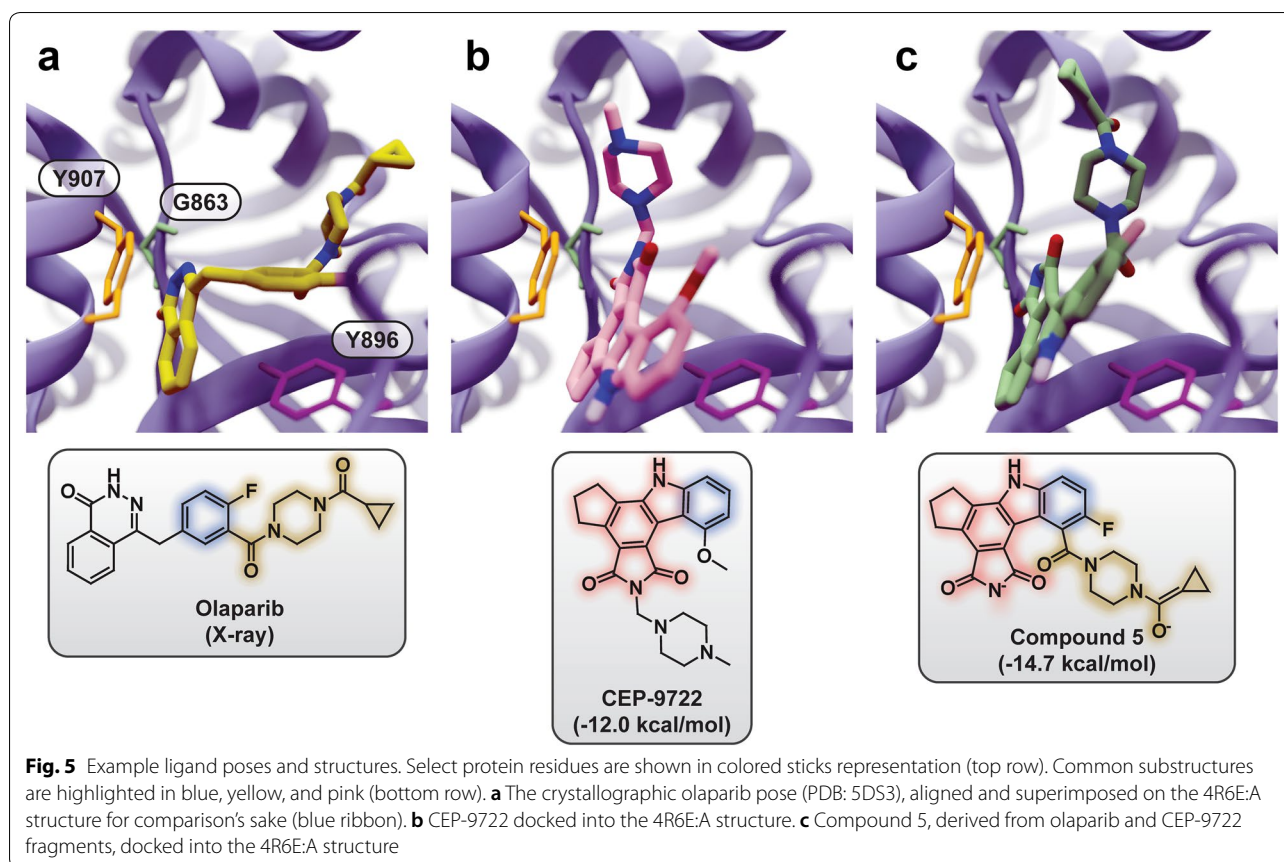 a
b
c
Y907
G863
Y896
O
H
N
N
F
O
N
N
O
Olaparib
(X-ray)
H
N
O
O
O
N
N
N
CEP-9722
(-12.0 kcal/mol)
H
N
F
O
O
O
N-
N
N
O-
Compound 5
(-14.7 kcal/mol)
Fig. 5 Example ligand poses and structures. Select protein residues are shown in colored sticks representation (top row). Common substructures
are highlighted in blue, yellow, and pink (bottom row). a The crystallographic olaparib pose (PDB: 5DS3), aligned and superimposed on the 4R6E:A
structure for comparison’s sake (blue ribbon). b CEP-9722 docked into the 4R6E:A structure. c Compound 5, derived from olaparib and CEP-9722
fragments, docked into the 4R6E:A structure